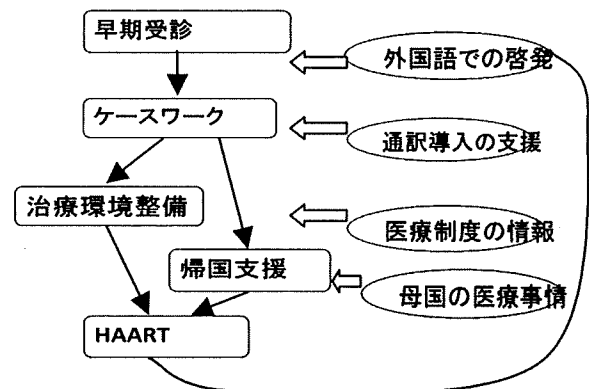 早期受診
外国語での啓発
ケースワーク
通訳導入の支援
治療環境整備
医療制度の情報
帰国支援
母国の医療事情
HAART